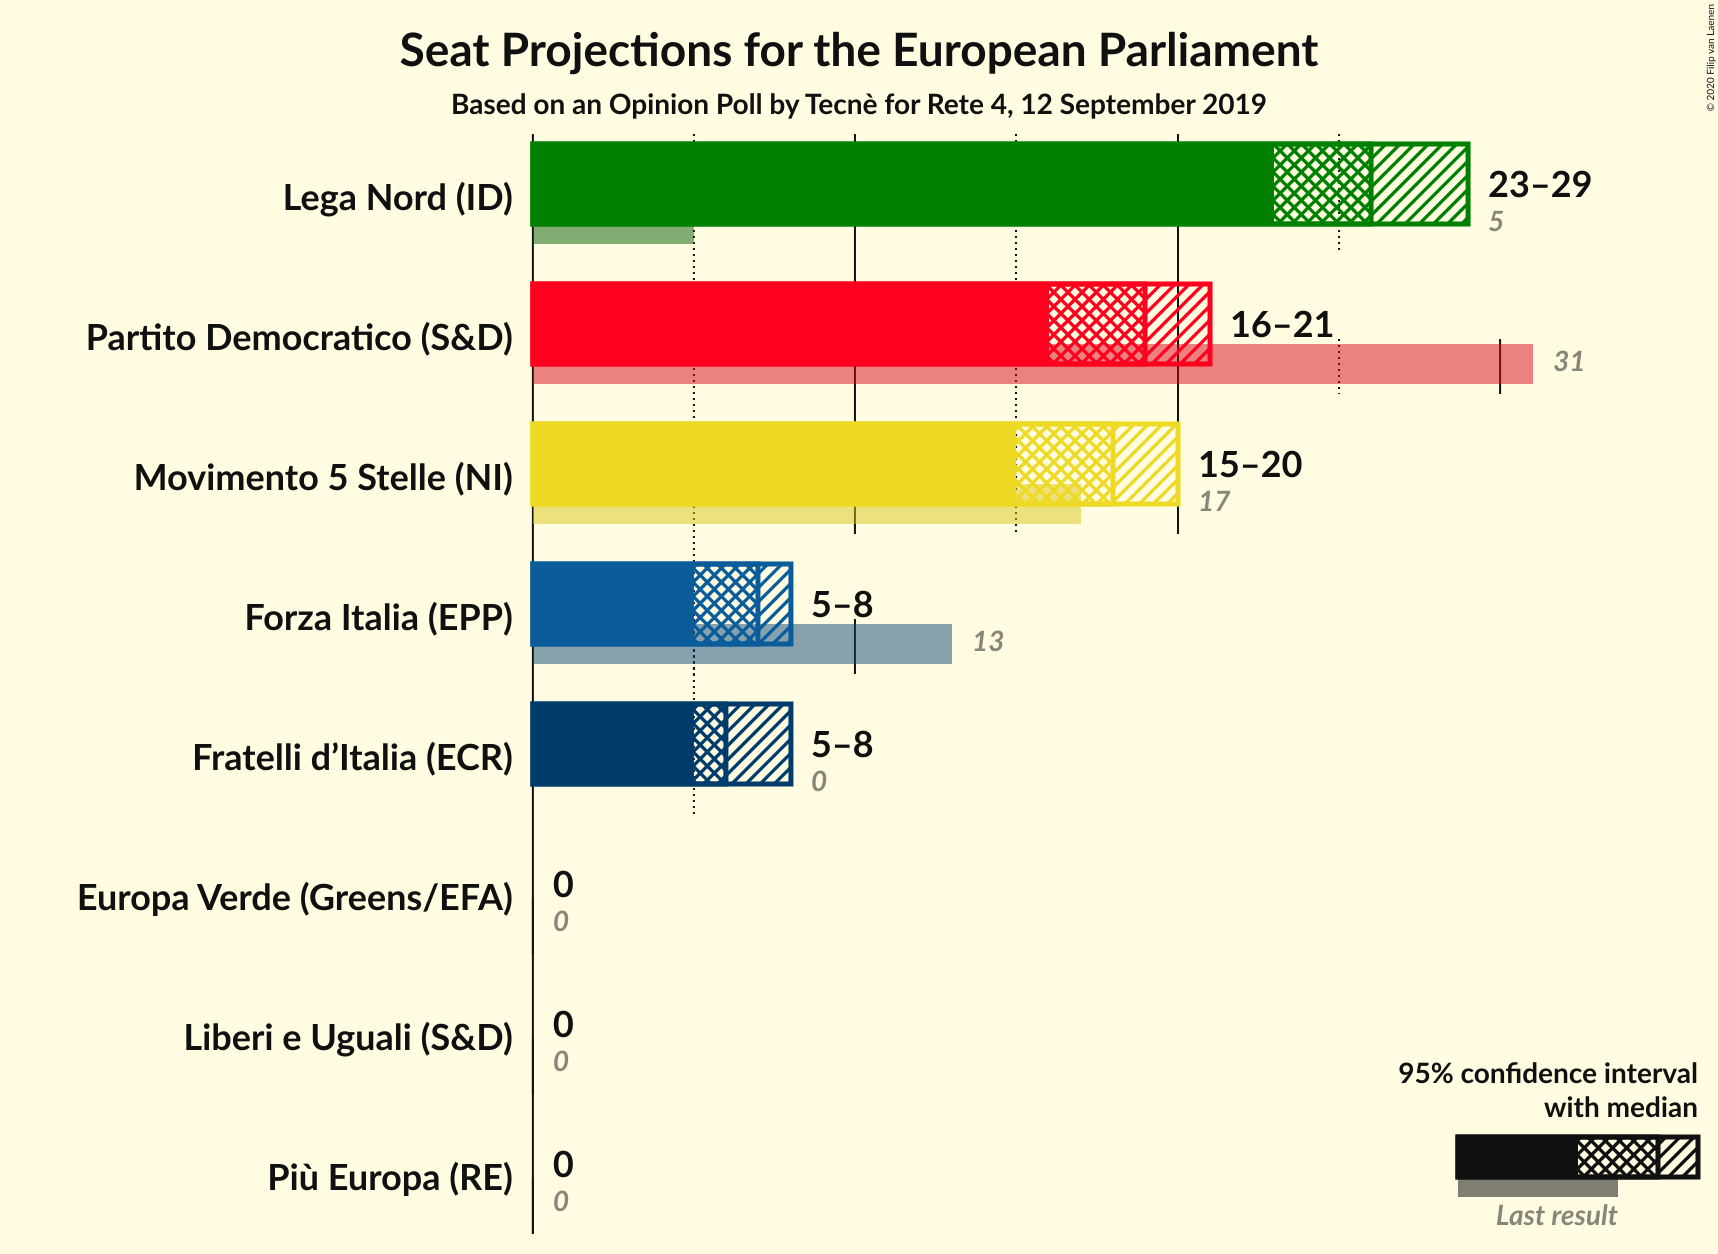 Seat Projections for the European Parliament
Based on an Opinion Poll by Tecnè for Rete 4, 12 September 2019
© 2020 Filip van Laenen
Lega Nord (ID)
23–29
5
Partito Democratico (S&D)
16–21
31
Movimento 5 Stelle (NI)
15–20
17
Forza Italia (EPP)
5–8
13
Fratelli d’Italia (ECR)
5–8
0
Europa Verde (Greens/EFA)
0
0
Liberi e Uguali (S&D)
0
0
Più Europa (RE)
0
0
95% confidence interval
with median
Last result